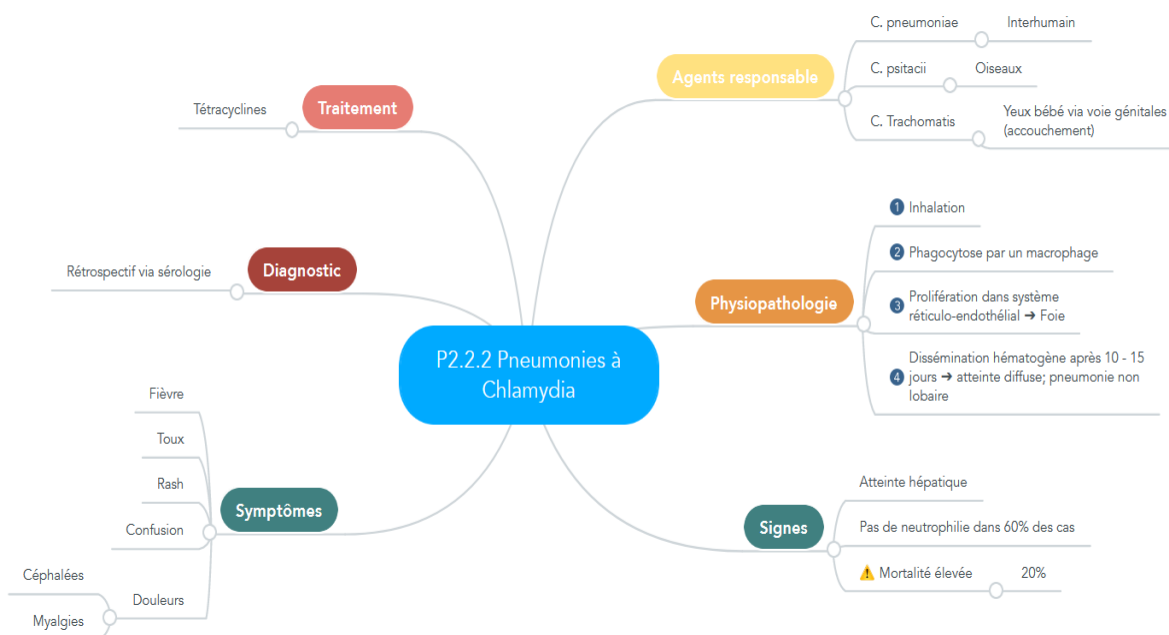 P2.2.2 Pneumonies à
Chlamydia
Agents responsable
C. pneumoniae
Interhumain
C. psitacii
Oiseaux
C. Trachomatis
Yeux bébé via voie génitales
(accouchement)
Physiopathologie
1 Inhalation
2 Phagocytose par un macrophage
3 Prolifération dans système
réticulo-endothélial → Foie
4 Dissémination hématogène après 10 - 15
jours → atteinte diffuse; pneumonie non
lobaire
Signes
Atteinte hépatique
Pas de neutrophilie dans 60% des cas
⚠ Mortalité élevée
20%
Traitement
Tétracyclines
Diagnostic
Rétrospectif via sérologie
Symptômes
Fièvre
Toux
Rash
Confusion
Douleurs
Céphalées
Myalgies